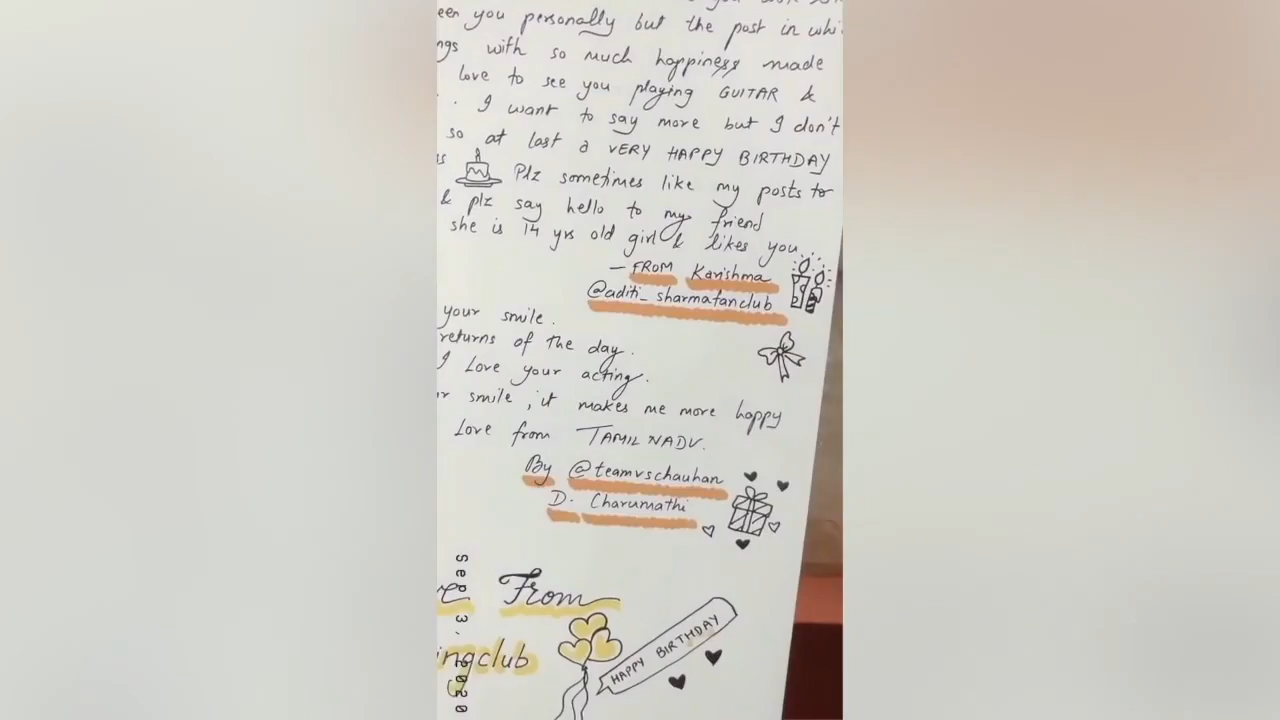 you personally but the post in
with so much happiness made
love to see you playing GUITAR &
. I want to say more but I don't
so at last a VERY HAPPY BIRTHDAY
Plz sometimes like my posts to
& plz say hello to my friend
she is 14 yrs old girl & likes you
- FROM Karishma
@aditi_sharmafanclub
your smile.
returns of the day.
I Love your acting.
smile, it makes me more happy
Love from TAMIL NADU.
By @teamvschauhan
D. Charumathi
From
ingclub
HAPPY BIRTHDAY
Sep 3, 2020